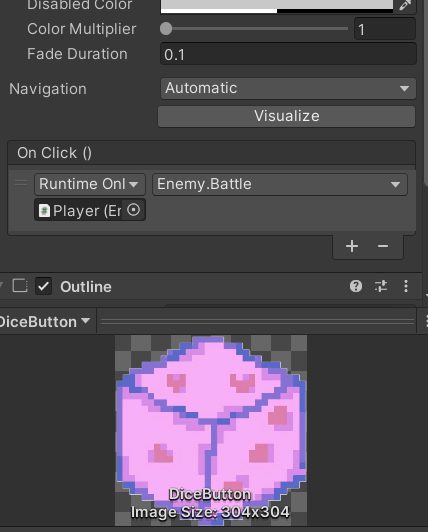 Disabled Color
Color Multiplier 1
Fade Duration 0.1
Navigation Automatic
Visualize
On Click ()
Runtime Onl Enemy.Battle
Player (En
Outline
DiceButton
DiceButton
Image Size: 304x304